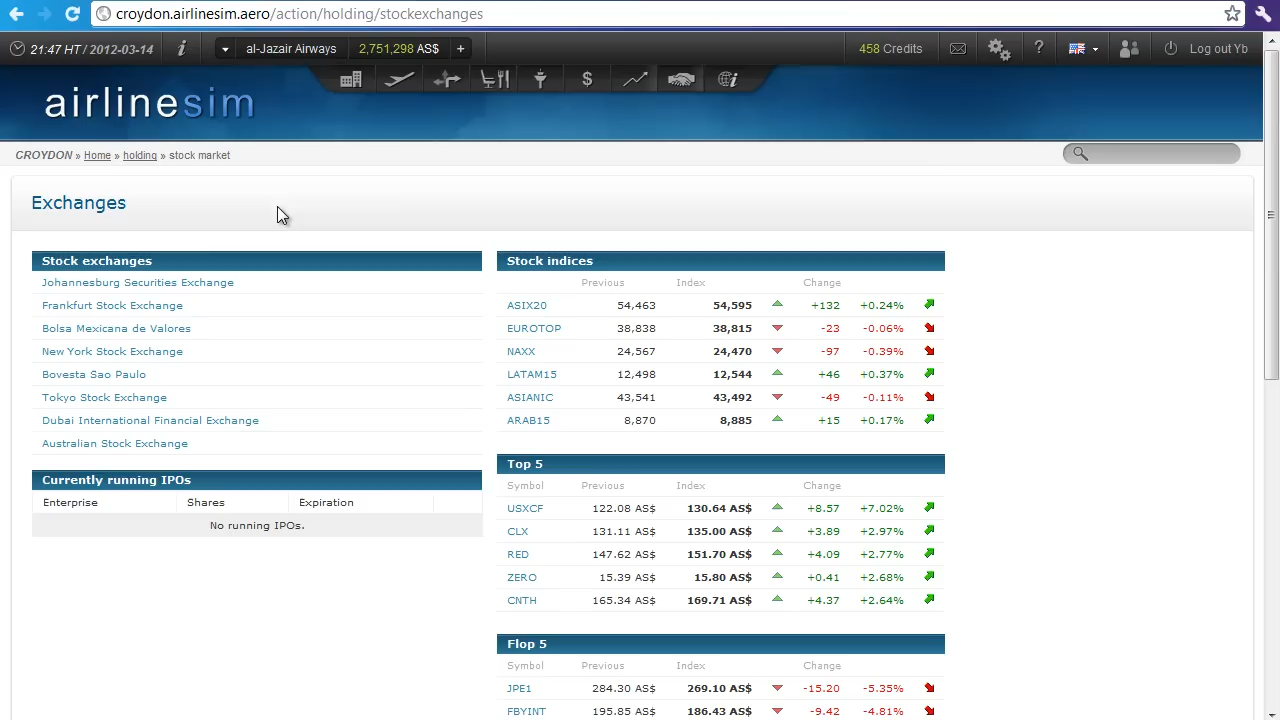 croydon.airlinesim.aero/action/holding/stockexchanges
21:47 HT / 2012-03-14 i al-Jazair Airways 2,751,298 AS$ + 458 Credits ? Log out Yb
$ i
airlinesim
CROYDON » Home » holding » stock market
Exchanges
Stock exchanges
Johannesburg Securities Exchange
Frankfurt Stock Exchange
Bolsa Mexicana de Valores
New York Stock Exchange
Bovesta Sao Paulo
Tokyo Stock Exchange
Dubai International Financial Exchange
Australian Stock Exchange
Currently running IPOs
Enterprise Shares Expiration
No running IPOs.
Stock indices
Previous Index Change
ASIX20 54,463 54,595 +132 +0.24%
EUROTOP 38,838 38,815 -23 -0.06%
NAXX 24,567 24,470 -97 -0.39%
LATAM15 12,498 12,544 +46 +0.37%
ASIANIC 43,541 43,492 -49 -0.11%
ARAB15 8,870 8,885 +15 +0.17%
Top 5
Symbol Previous Index Change
USXCF 122.08 AS$ 130.64 AS$ +8.57 +7.02%
CLX 131.11 AS$ 135.00 AS$ +3.89 +2.97%
RED 147.62 AS$ 151.70 AS$ +4.09 +2.77%
ZERO 15.39 AS$ 15.80 AS$ +0.41 +2.68%
CNTH 165.34 AS$ 169.71 AS$ +4.37 +2.64%
Flop 5
Symbol Previous Index Change
JPE1 284.30 AS$ 269.10 AS$ -15.20 -5.35%
FBYINT 195.85 AS$ 186.43 AS$ -9.42 -4.81%